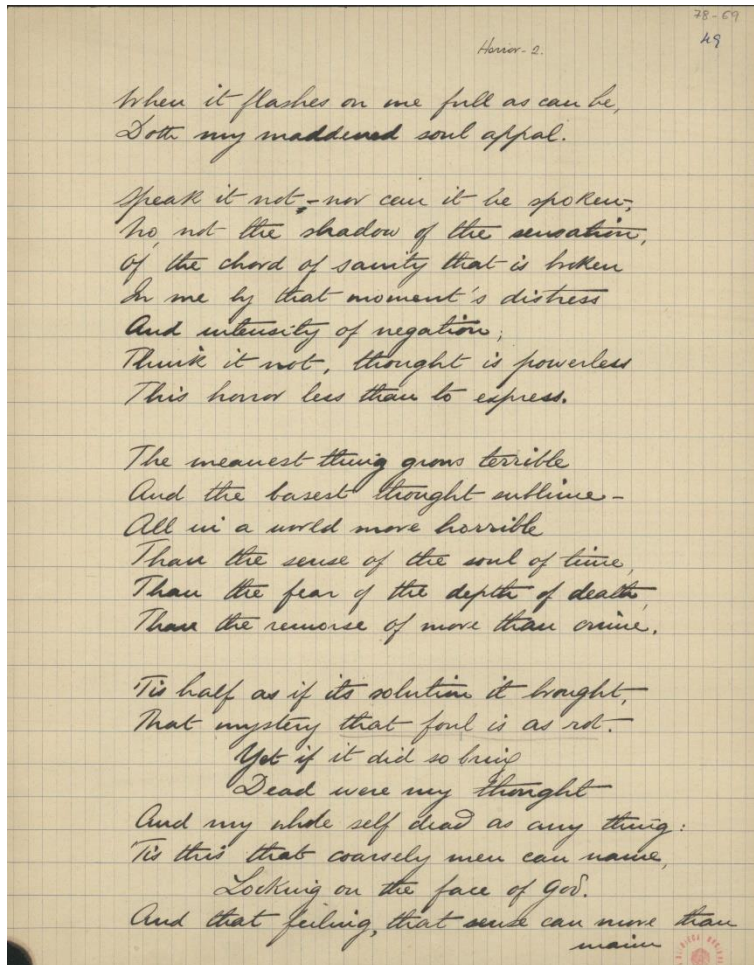 78-69
49
Horror-2.
When it flashes on me full as can be,
Doth my maddened soul appal.
Speak it not, - nor can it be spoken,
No, not the shadow of the sensation,
Of the chord of sanity that is broken
In me by that moment's distress
And intensity of negation;
Think it not, thought is powerless
This horror less than to express.
The meanest thing grows terrible
And the basest thought sublime -
All in a world more horrible
Than the sense of the soul of time,
Than the fear of the depth of death,
Than the remorse of more than crime.
'Tis half as if its solution it brought,
That mystery that foul is as rot.
Yet if it did so bring
Dead were my thought
And my whole self dead as any thing:
'Tis this that coarsely men can name,
Looking on the face of God.
And that feeling, that sense can more than
maim